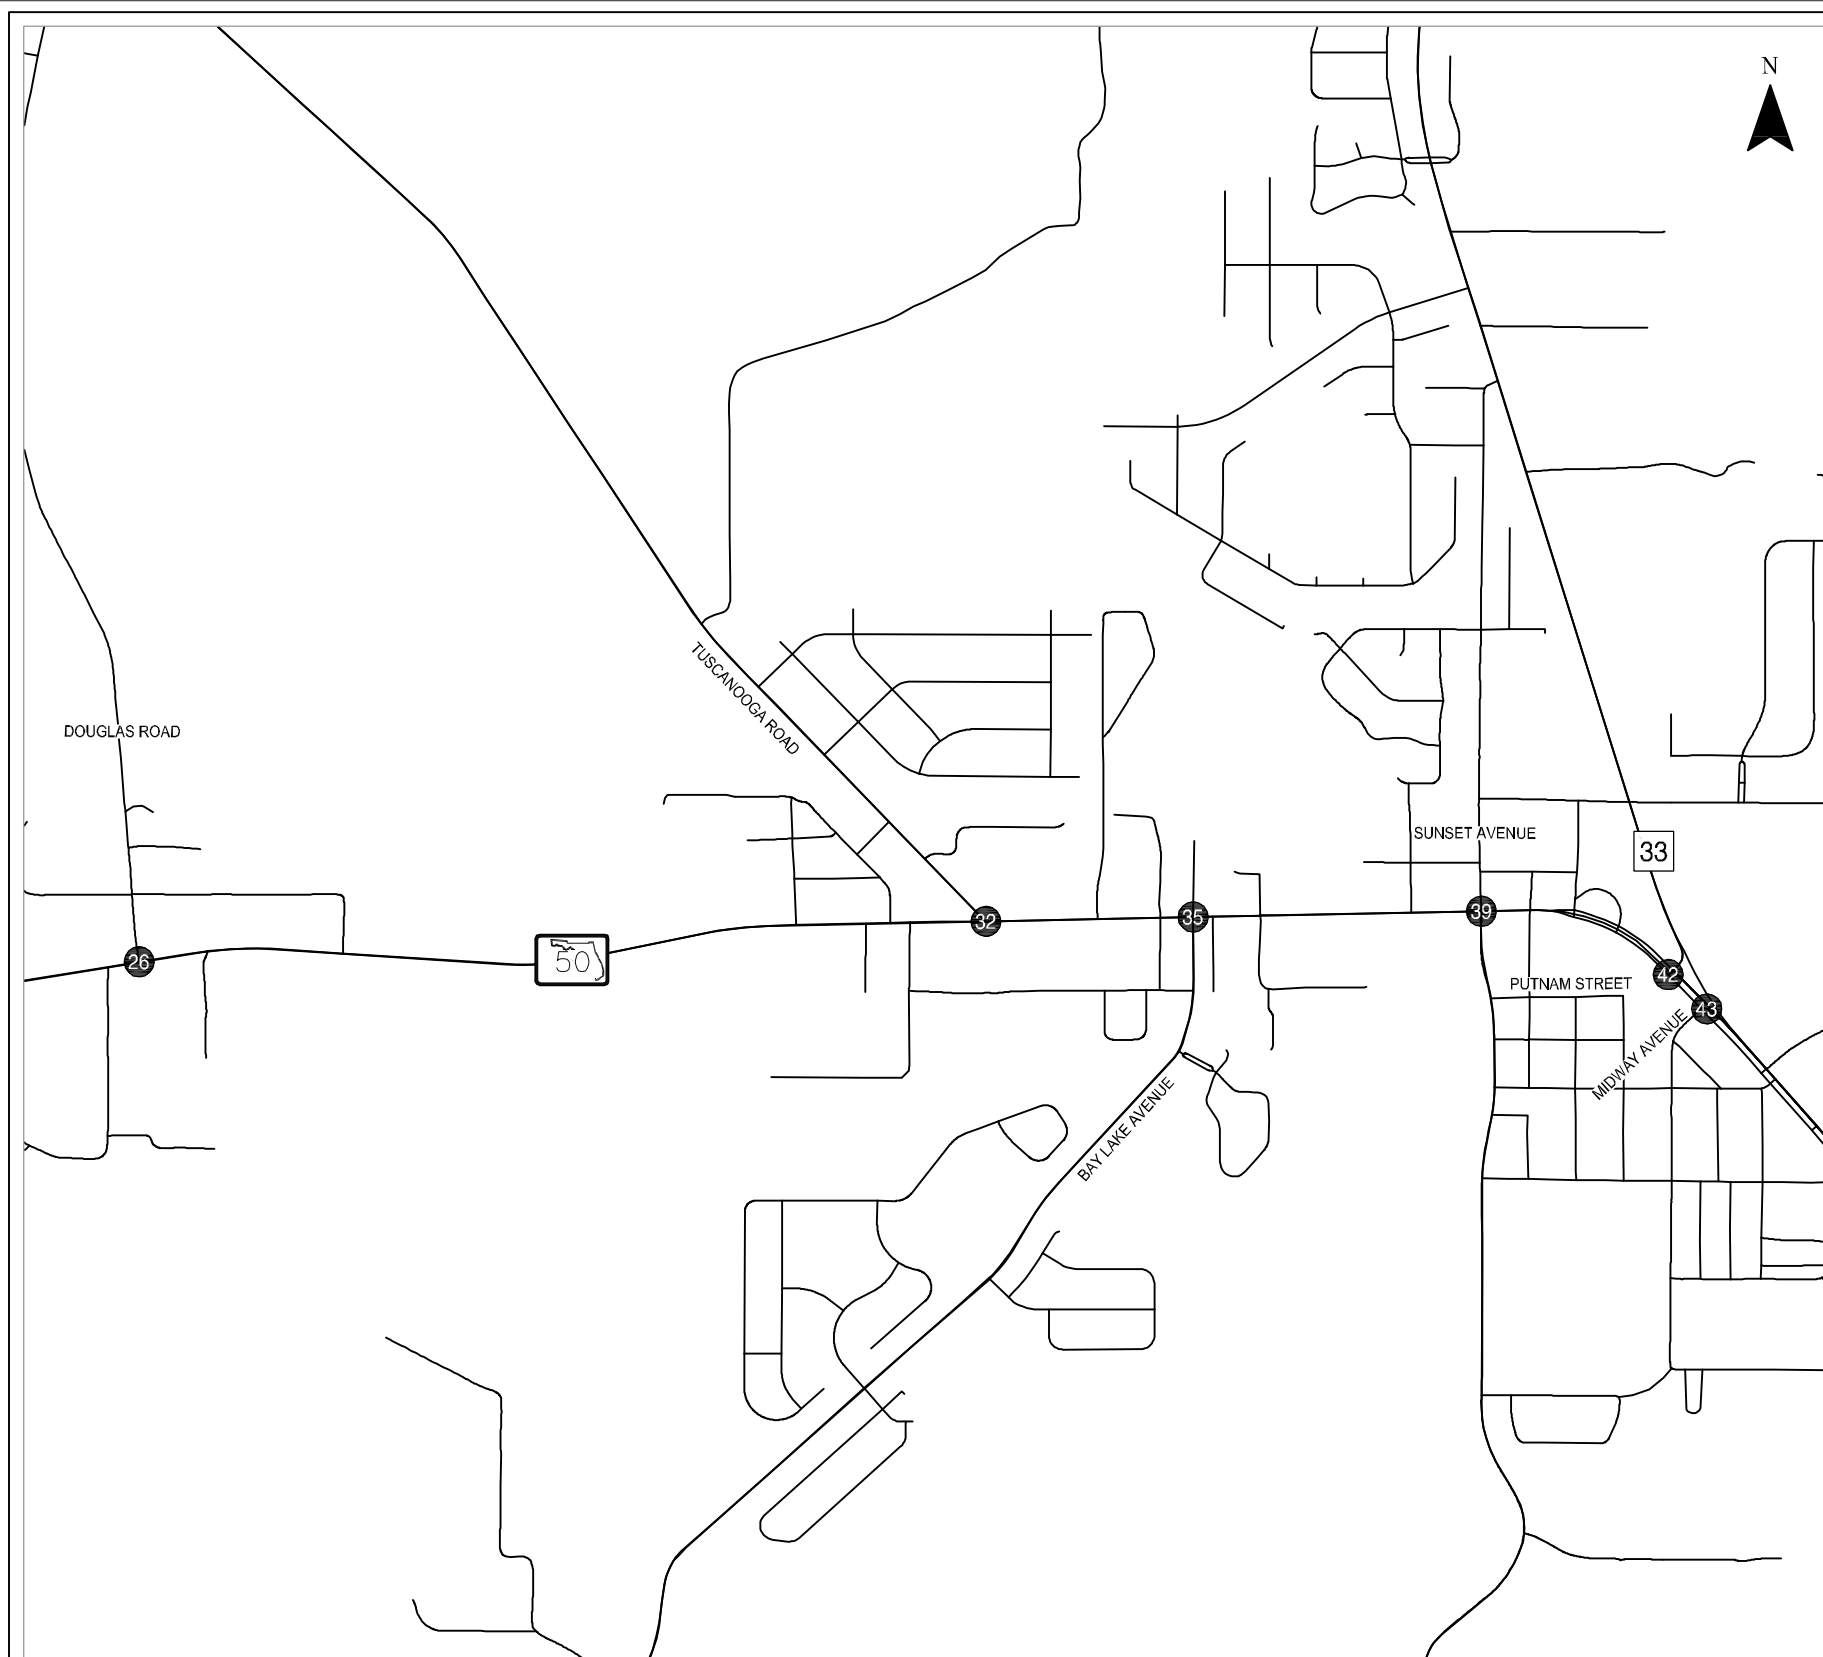 N
TUSCANOOGA ROAD
DOUGLAS ROAD
SUNSET AVENUE
33
39
35
32
26
50
42
PUTNAM STREET
43
MIDWAY AVENUE
BAY LAKE AVENUE